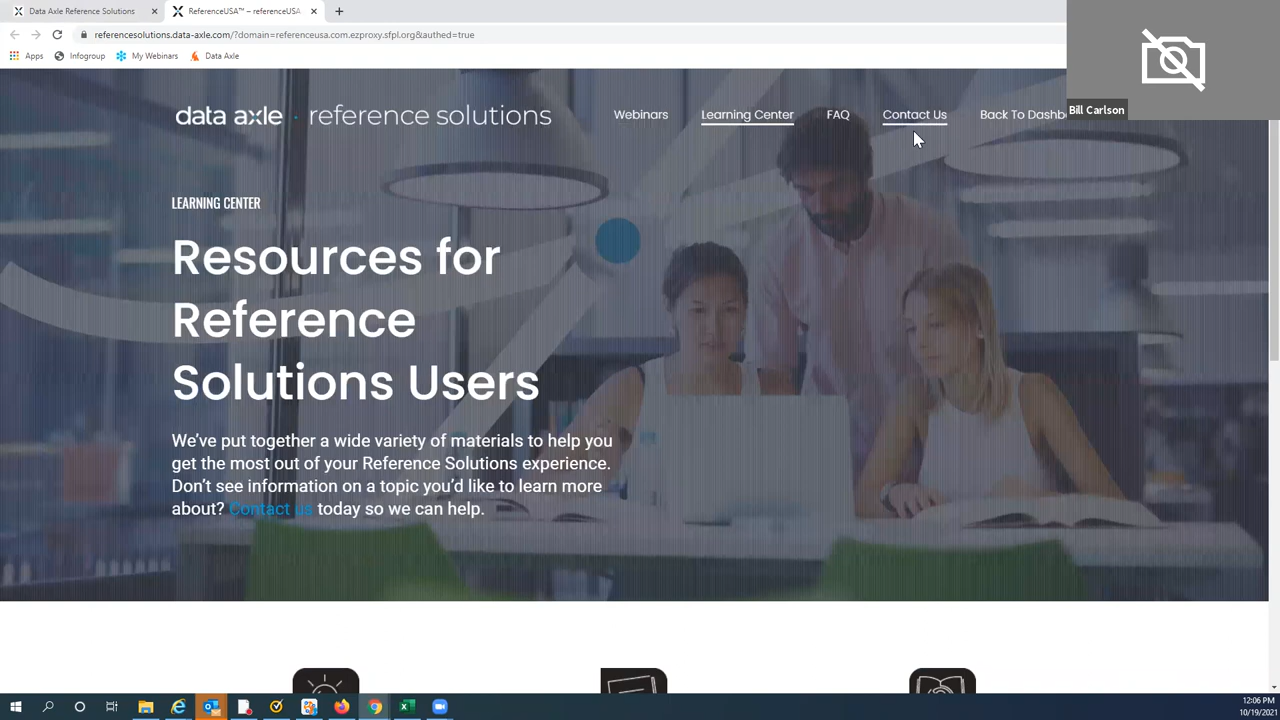 Data Axle Reference Solutions
ReferenceUSA™ – referenceUSA
referencesolutions.data-axle.com/?domain=referenceusa.com.ezproxy.sfpl.org&authed=true
Apps Infogroup My Webinars Data Axle
Bill Carlson
data axle · reference solutions
Webinars Learning Center FAQ Contact Us Back To Dashb
LEARNING CENTER
Resources for
Reference
Solutions Users
We've put together a wide variety of materials to help you
get the most out of your Reference Solutions experience.
Don't see information on a topic you'd like to learn more
about? Contact us today so we can help.
12:06 PM
10/19/2021